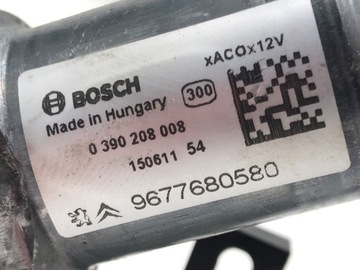 xACOx12V
BOSCH
Made in Hungary 300
0 390 208 008
150611 54
9677680580